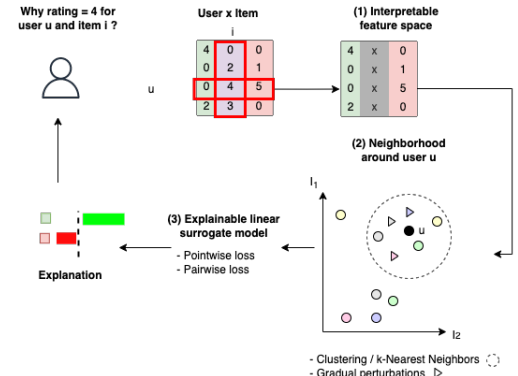 Why rating = 4 for
user u and item i ?
User x Item
i
u
4 0 0
0 2 1
0 4 5
2 3 0
(1) Interpretable
feature space
4 x 0
0 x 1
0 x 5
2 x 0
(2) Neighborhood
around user u
I1
u
I2
- Clustering / k-Nearest Neighbors
- Gradual perturbations
(3) Explainable linear
surrogate model
- Pointwise loss
- Pairwise loss
Explanation